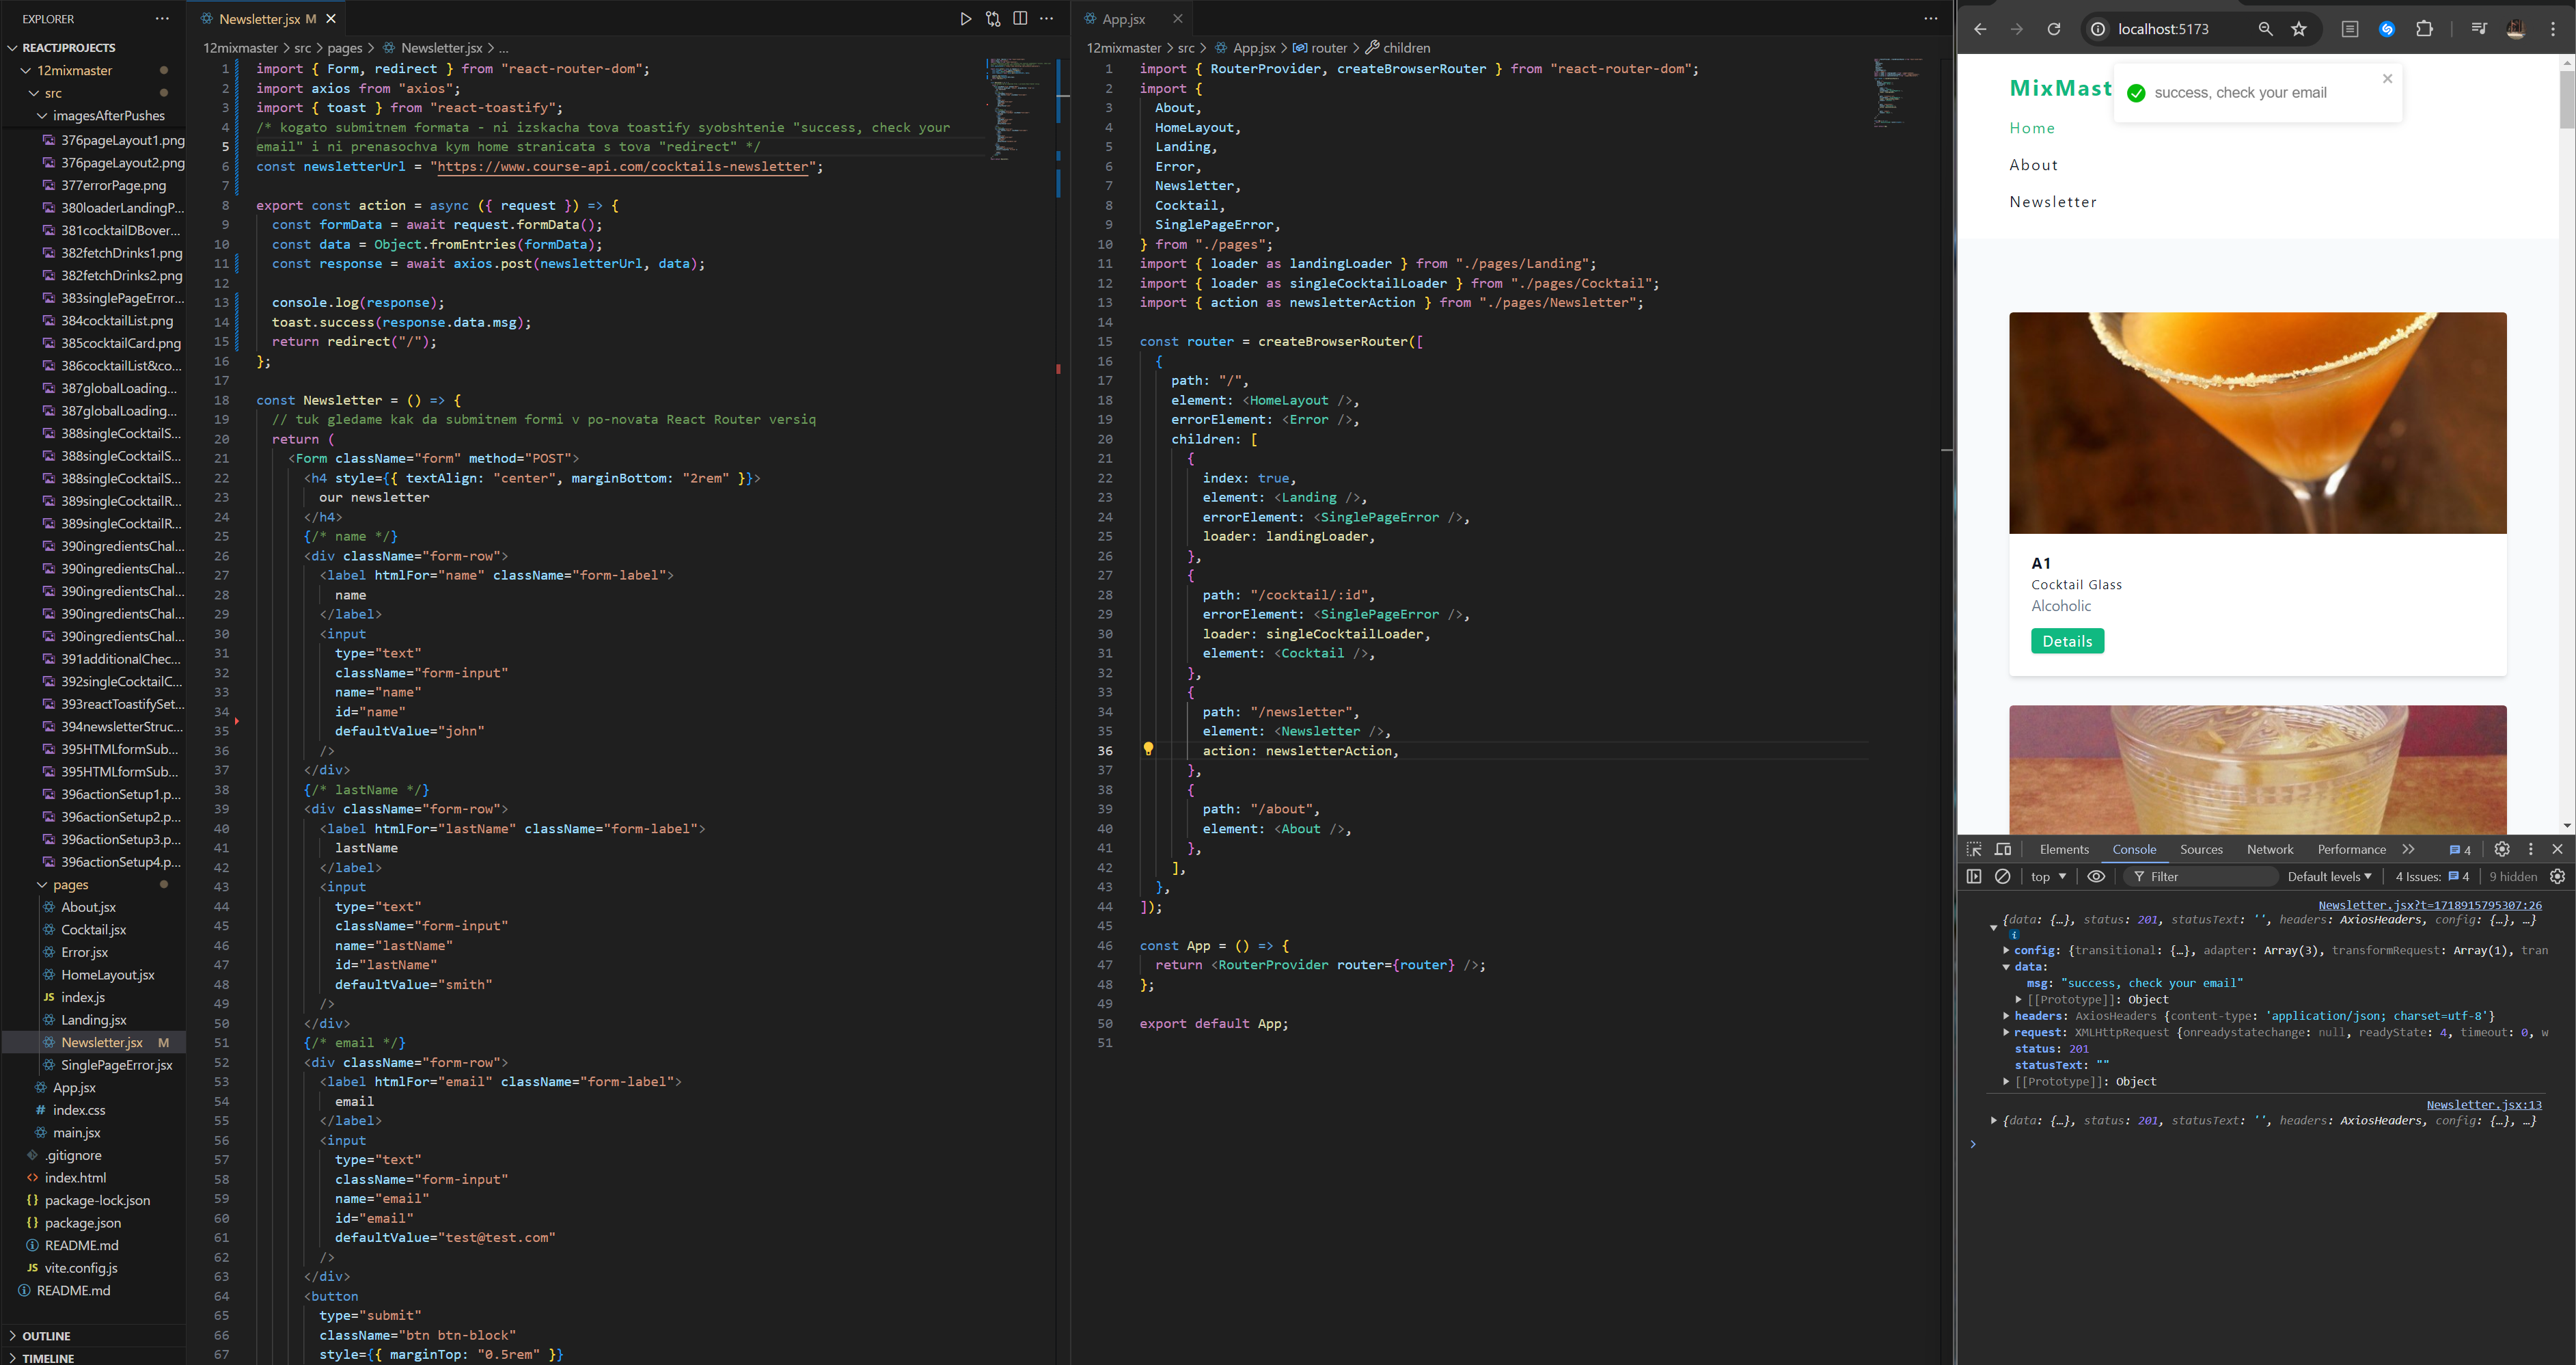 EXPLORER
REACTJPROJECTS
12mixmaster
src
imagesAfterPushes
376pageLayout1.png
376pageLayout2.png
377errorPage.png
380loaderLandingP...
381cocktailDBover...
382fetchDrinks1.png
382fetchDrinks2.png
383singlePageError...
384cocktailList.png
385cocktailCard.png
386cocktailList&co...
387globalLoading...
387globalLoading...
388singleCocktailS...
388singleCocktailS...
388singleCocktailS...
389singleCocktailR...
389singleCocktailR...
390ingredientsChal...
390ingredientsChal...
390ingredientsChal...
390ingredientsChal...
390ingredientsChal...
391additionalChec...
392singleCocktailC...
393reactToastifySet...
394newsletterStruc...
395HTMLformSub...
395HTMLformSub...
396actionSetup1.p...
396actionSetup2.p...
396actionSetup3.p...
396actionSetup4.p...
pages
About.jsx
Cocktail.jsx
Error.jsx
HomeLayout.jsx
JS index.js
Landing.jsx
Newsletter.jsx M
SinglePageError.jsx
App.jsx
# index.css
main.jsx
.gitignore
<> index.html
{} package-lock.json
{} package.json
README.md
JS vite.config.js
README.md
OUTLINE
TIMELINE
Newsletter.jsx M
12mixmaster > src > pages > Newsletter.jsx > ...
1 import { Form, redirect } from "react-router-dom";
2 import axios from "axios";
3 import { toast } from "react-toastify";
4 /* kogato submitnem formata - ni izskacha tova toastify syobshtenie "success, check your
5 email" i ni prenasochva kym home stranicata s tova "redirect" */
6 const newsletterUrl = "https://www.course-api.com/cocktails-newsletter";
7
8 export const action = async ({ request }) => {
9 const formData = await request.formData();
10 const data = Object.fromEntries(formData);
11 const response = await axios.post(newsletterUrl, data);
12
13 console.log(response);
14 toast.success(response.data.msg);
15 return redirect("/");
16 };
17
18 const Newsletter = () => {
19 // tuk gledame kak da submitnem formi v po-novata React Router versiq
20 return (
21 <Form className="form" method="POST">
22 <h4 style={{ textAlign: "center", marginBottom: "2rem" }}>
23 our newsletter
24 </h4>
25 {/* name */}
26 <div className="form-row">
27 <label htmlFor="name" className="form-label">
28 name
29 </label>
30 <input
31 type="text"
32 className="form-input"
33 name="name"
34 id="name"
35 defaultValue="john"
36 />
37 </div>
38 {/* lastName */}
39 <div className="form-row">
40 <label htmlFor="lastName" className="form-label">
41 lastName
42 </label>
43 <input
44 type="text"
45 className="form-input"
46 name="lastName"
47 id="lastName"
48 defaultValue="smith"
49 />
50 </div>
51 {/* email */}
52 <div className="form-row">
53 <label htmlFor="email" className="form-label">
54 email
55 </label>
56 <input
57 type="text"
58 className="form-input"
59 name="email"
60 id="email"
61 defaultValue="test@test.com"
62 />
63 </div>
64 <button
65 type="submit"
66 className="btn btn-block"
67 style={{ marginTop: "0.5rem" }}
App.jsx
12mixmaster > src > App.jsx > router > children
1 import { RouterProvider, createBrowserRouter } from "react-router-dom";
2 import {
3 About,
4 HomeLayout,
5 Landing,
6 Error,
7 Newsletter,
8 Cocktail,
9 SinglePageError,
10 } from "./pages";
11 import { loader as landingLoader } from "./pages/Landing";
12 import { loader as singleCocktailLoader } from "./pages/Cocktail";
13 import { action as newsletterAction } from "./pages/Newsletter";
14
15 const router = createBrowserRouter([
16 {
17 path: "/",
18 element: <HomeLayout />,
19 errorElement: <Error />,
20 children: [
21 {
22 index: true,
23 element: <Landing />,
24 errorElement: <SinglePageError />,
25 loader: landingLoader,
26 },
27 {
28 path: "/cocktail/:id",
29 errorElement: <SinglePageError />,
30 loader: singleCocktailLoader,
31 element: <Cocktail />,
32 },
33 {
34 path: "/newsletter",
35 element: <Newsletter />,
36 action: newsletterAction,
37 },
38 {
39 path: "/about",
40 element: <About />,
41 },
42 ],
43 },
44 ]);
45
46 const App = () => {
47 return <RouterProvider router={router} />;
48 };
49
50 export default App;
51
localhost:5173
MixMast
success, check your email
Home
About
Newsletter
A1
Cocktail Glass
Alcoholic
Details
Elements Console Sources Network Performance 4
top Filter Default levels 4 Issues: 4 9 hidden
Newsletter.jsx?t=1718915795307:26
{data: {…}, status: 201, statusText: '', headers: AxiosHeaders, config: {…}, …}
config: {transitional: {…}, adapter: Array(3), transformRequest: Array(1), tran
data:
msg: "success, check your email"
[[Prototype]]: Object
headers: AxiosHeaders {content-type: 'application/json; charset=utf-8'}
request: XMLHttpRequest {onreadystatechange: null, readyState: 4, timeout: 0, w
status: 201
statusText: ""
[[Prototype]]: Object
Newsletter.jsx:13
{data: {…}, status: 201, statusText: '', headers: AxiosHeaders, config: {…}, …}